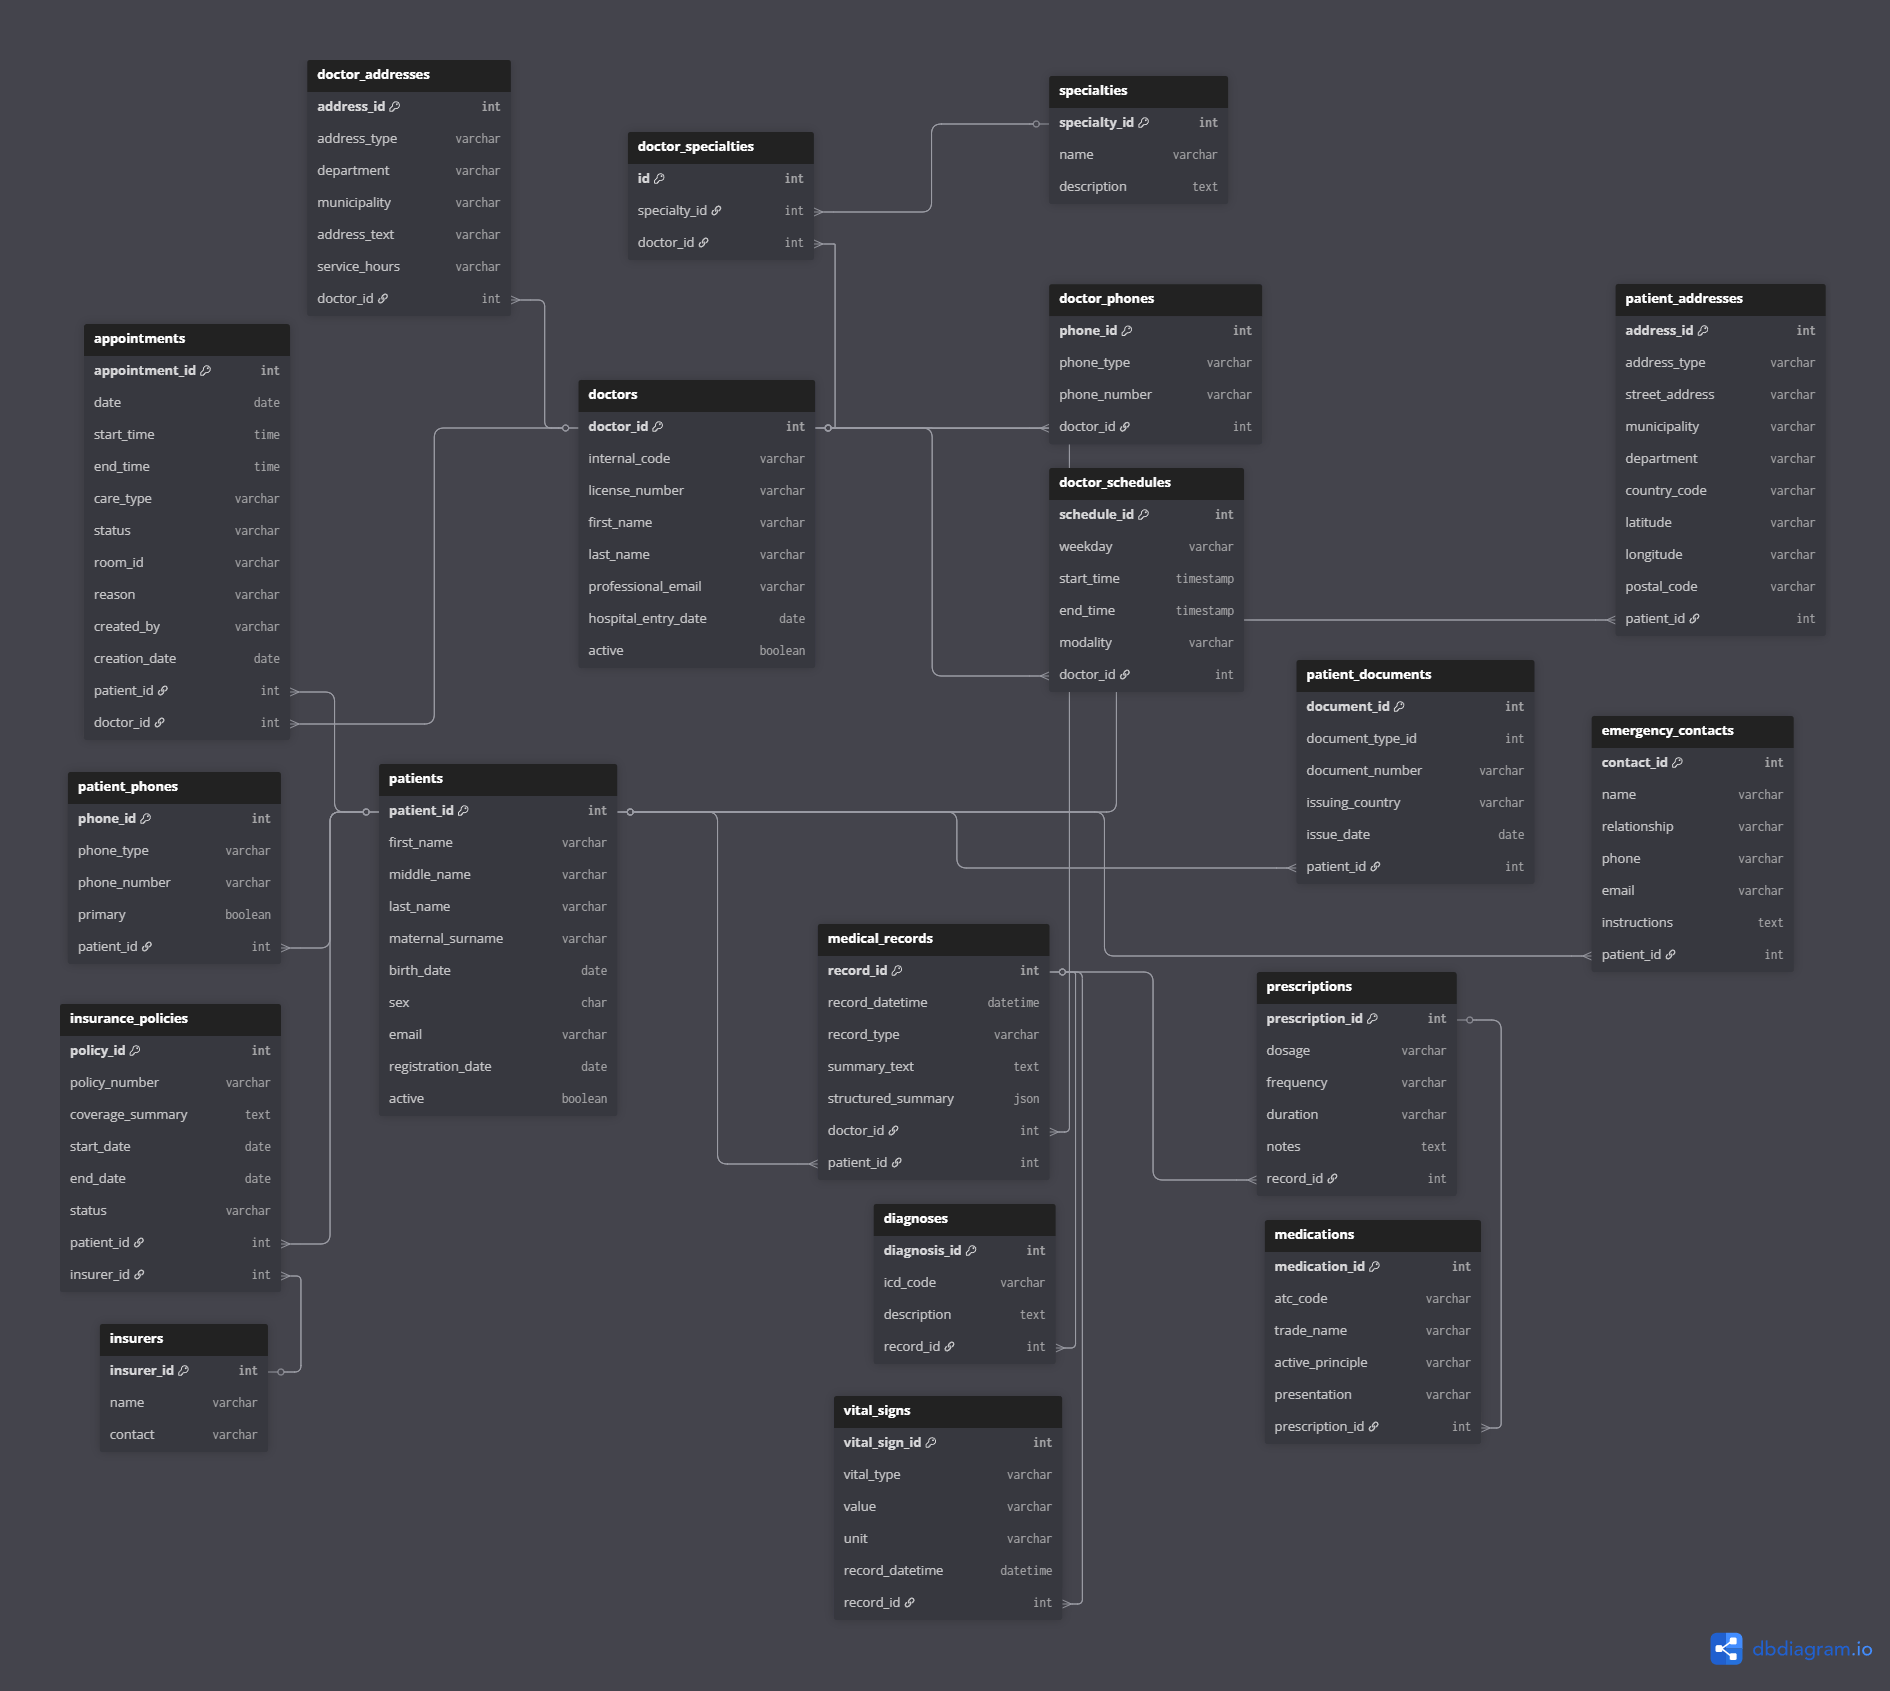 doctor_addresses
address_id int
address_type varchar
department varchar
municipality varchar
address_text varchar
service_hours varchar
doctor_id int
doctor_specialties
id int
specialty_id int
doctor_id int
specialties
specialty_id int
name varchar
description text
appointments
appointment_id int
date date
start_time time
end_time time
care_type varchar
status varchar
room_id varchar
reason varchar
created_by varchar
creation_date date
patient_id int
doctor_id int
doctors
doctor_id int
internal_code varchar
license_number varchar
first_name varchar
last_name varchar
professional_email varchar
hospital_entry_date date
active boolean
doctor_phones
phone_id int
phone_type varchar
phone_number varchar
doctor_id int
doctor_schedules
schedule_id int
weekday varchar
start_time timestamp
end_time timestamp
modality varchar
doctor_id int
patient_addresses
address_id int
address_type varchar
street_address varchar
municipality varchar
department varchar
country_code varchar
latitude varchar
longitude varchar
postal_code varchar
patient_id int
patient_documents
document_id int
document_type_id int
document_number varchar
issuing_country varchar
issue_date date
patient_id int
emergency_contacts
contact_id int
name varchar
relationship varchar
phone varchar
email varchar
instructions text
patient_id int
patient_phones
phone_id int
phone_type varchar
phone_number varchar
primary boolean
patient_id int
patients
patient_id int
first_name varchar
middle_name varchar
last_name varchar
maternal_surname varchar
birth_date date
sex char
email varchar
registration_date date
active boolean
medical_records
record_id int
record_datetime datetime
record_type varchar
summary_text text
structured_summary json
doctor_id int
patient_id int
prescriptions
prescription_id int
dosage varchar
frequency varchar
duration varchar
notes text
record_id int
insurance_policies
policy_id int
policy_number varchar
coverage_summary text
start_date date
end_date date
status varchar
patient_id int
insurer_id int
diagnoses
diagnosis_id int
icd_code varchar
description text
record_id int
medications
medication_id int
atc_code varchar
trade_name varchar
active_principle varchar
presentation varchar
prescription_id int
insurers
insurer_id int
name varchar
contact varchar
vital_signs
vital_sign_id int
vital_type varchar
value varchar
unit varchar
record_datetime datetime
record_id int
dbdiagram.io